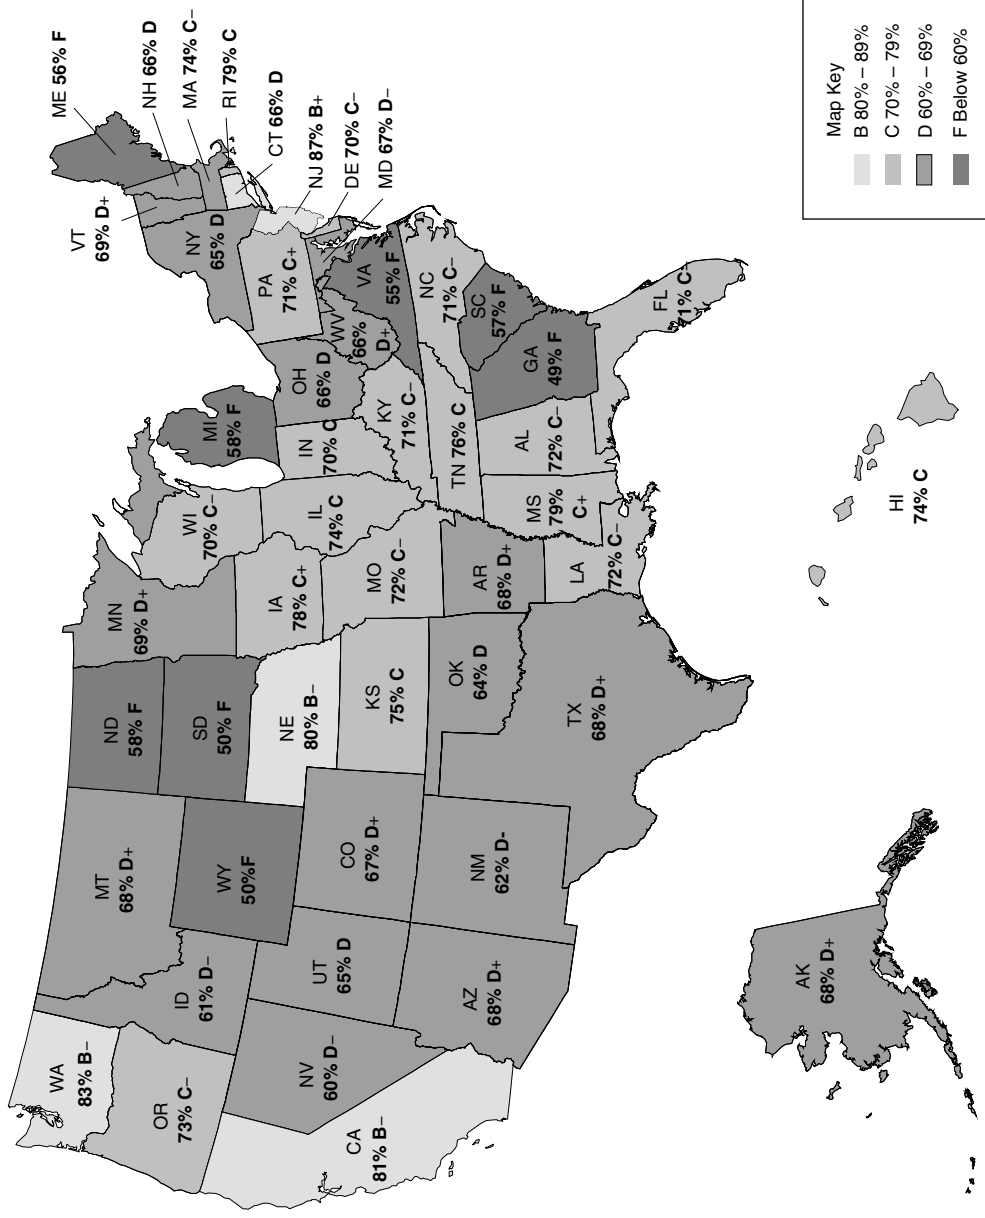 WA
83% B–
OR
73% C–
CA
81% B–
NV
60% D–
ID
61% D–
MT
68% D+
WY
50%F
UT
65% D
AZ
68% D+
CO
67% D+
NM
62% D-
ND
58% F
SD
50% F
NE
80% B–
KS
75% C
OK
64% D
TX
68% D+
MN
69% D+
IA
78% C+
MO
72% C–
AR
68% D+
LA
72% C–
WI
70% C–
IL
74% C
MI
58% F
IN
70% C
OH
66% D
KY
71% C–
TN 76% C
MS
79%
C+
AL
72% C–
GA
49% F
FL
71% C–
SC
57% F
NC
71% C–
VA
55% F
WV
66%
D+
PA
71% C+
NY
65% D
VT
69% D+
ME 56% F
NH 66% D
MA 74% C–
RI 79% C
CT 66% D
NJ 87% B+
DE 70% C–
MD 67% D–
AK
68% D+
HI
74% C
Map Key
B 80% – 89%
C 70% – 79%
D 60% – 69%
F Below 60%